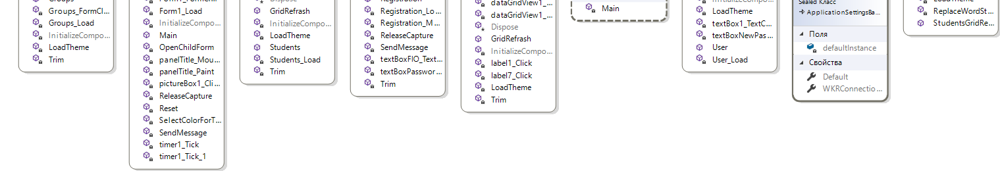 Groups
Groups_FormCl...
Groups_Load
InitializeCompo...
LoadTheme
Trim
Form1_Load
InitializeCompo...
Main
OpenChildForm
panelTitle_Mou...
panelTitle_Paint
pictureBox1_Cli...
ReleaseCapture
Reset
SelectColorForT...
SendMessage
timer1_Tick
timer1_Tick_1
Dispose
GridRefrash
InitializeCompo...
LoadTheme
Students
Students_Load
Trim
Registration
Registration_Lo...
Registration_M...
ReleaseCapture
SendMessage
textBoxFIO_Text...
textBoxPasswor...
Trim
dataGridView1_...
dataGridView1_...
Dispose
GridRefrash
InitializeCompo...
label1_Click
label7_Click
LoadTheme
Trim
Main
InitializeCompo...
LoadTheme
textBox1_TextC...
textBoxNewPas...
User
User_Load
Sealed Класс
ApplicationSettingsBa...
Поля
defaultInstance
Свойства
Default
WKRConnectio...
LoadTheme
ReplaceWordSt...
StudentsGridRe...